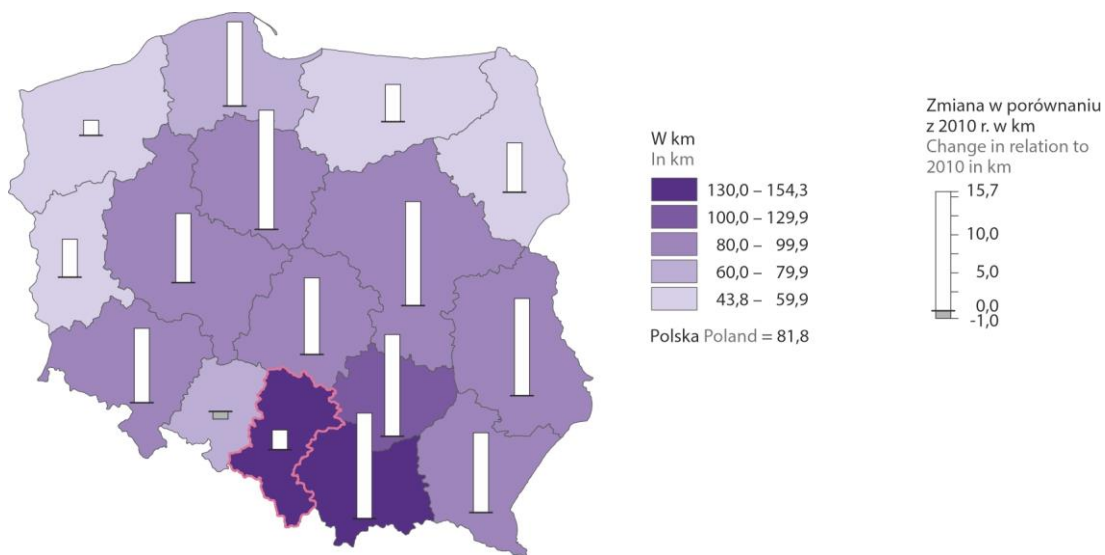 W km
In km
130,0 – 154,3
100,0 – 129,9
80,0 – 99,9
60,0 – 79,9
43,8 – 59,9
Polska Poland = 81,8
Zmiana w porównaniu
z 2010 r. w km
Change in relation to
2010 in km
15,7
10,0
5,0
0,0
-1,0